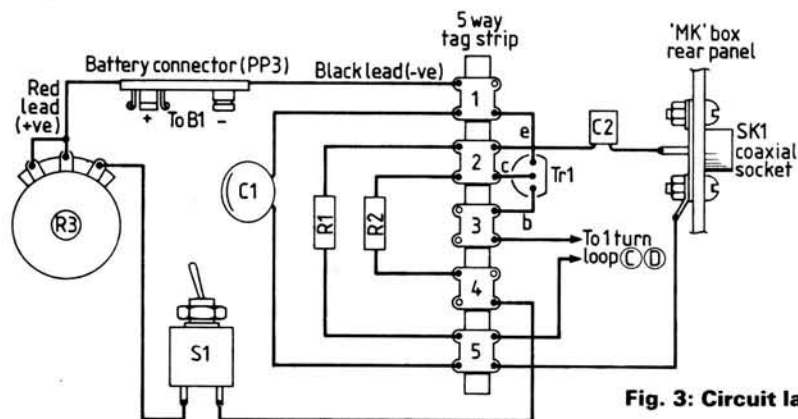 5 way
tag strip
'MK' box
rear panel
Battery connector (PP3)
Black lead (-ve)
Red
lead
(+ve)
+ To B1 -
1
e
C2
SK1
coaxial
socket
2
c
Tr1
C1
R1
R2
3
b
R3
To 1 turn
loop Ⓒ Ⓓ
4
S1
5
Fig. 3: Circuit la